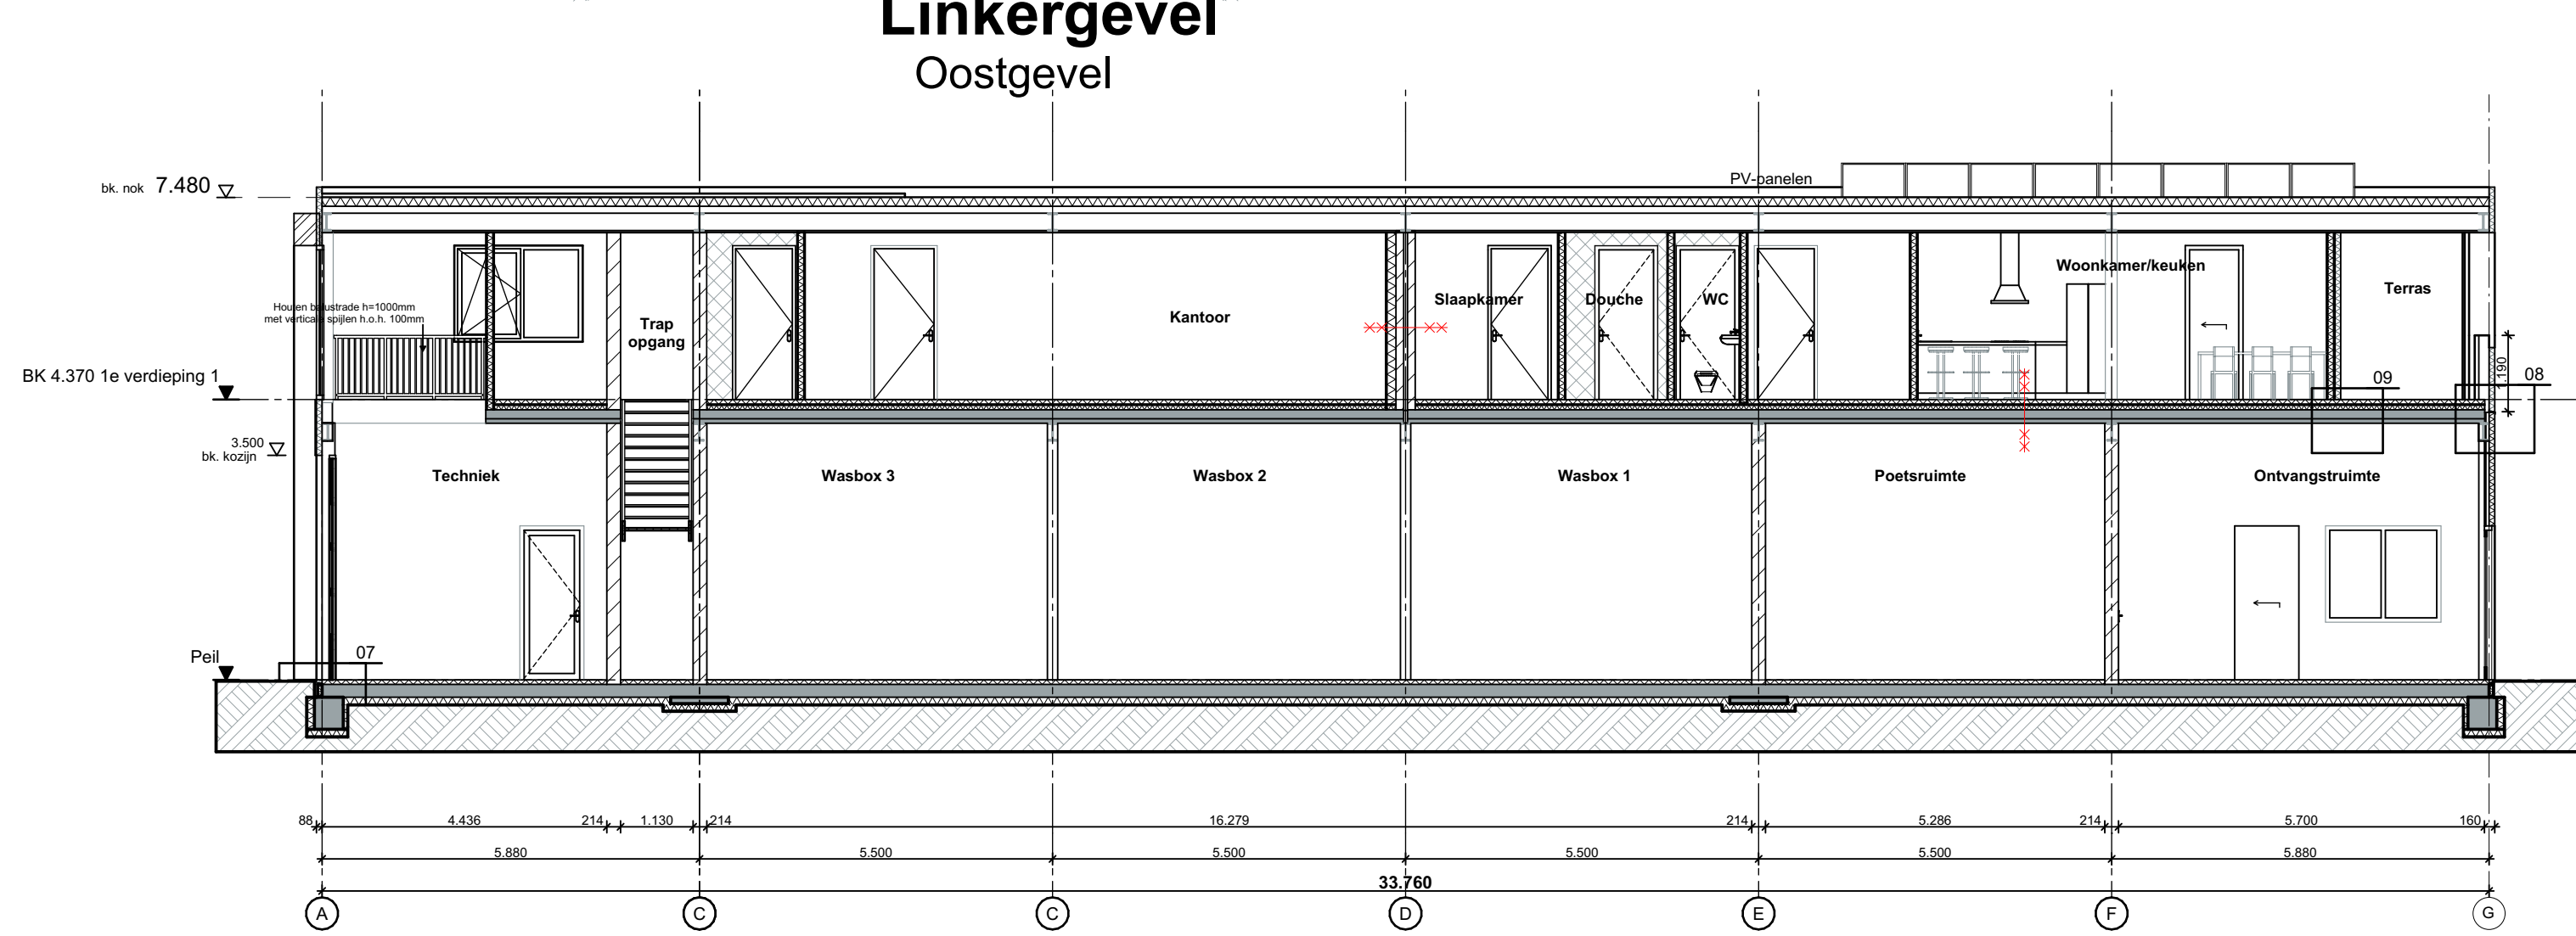 Linkergevel
Oostgevel
bk. nok 7.480
PV-panelen
Woonkamer/keuken
Terras
Slaapkamer
Douche
WC
Houten balustrade h=1000mm
met verticale spijlen h.o.h. 100mm
Trap
opgang
Kantoor
BK 4.370 1e verdieping 1
1.190
09
08
3.500
bk. kozijn
Techniek
Wasbox 3
Wasbox 2
Wasbox 1
Poetsruimte
Ontvangstruimte
Peil
07
88 4.436 214 1.130 214 16.279 214 5.286 214 5.700 160
5.880 5.500 5.500 5.500 5.500 5.880
33.760
A C C D E F G